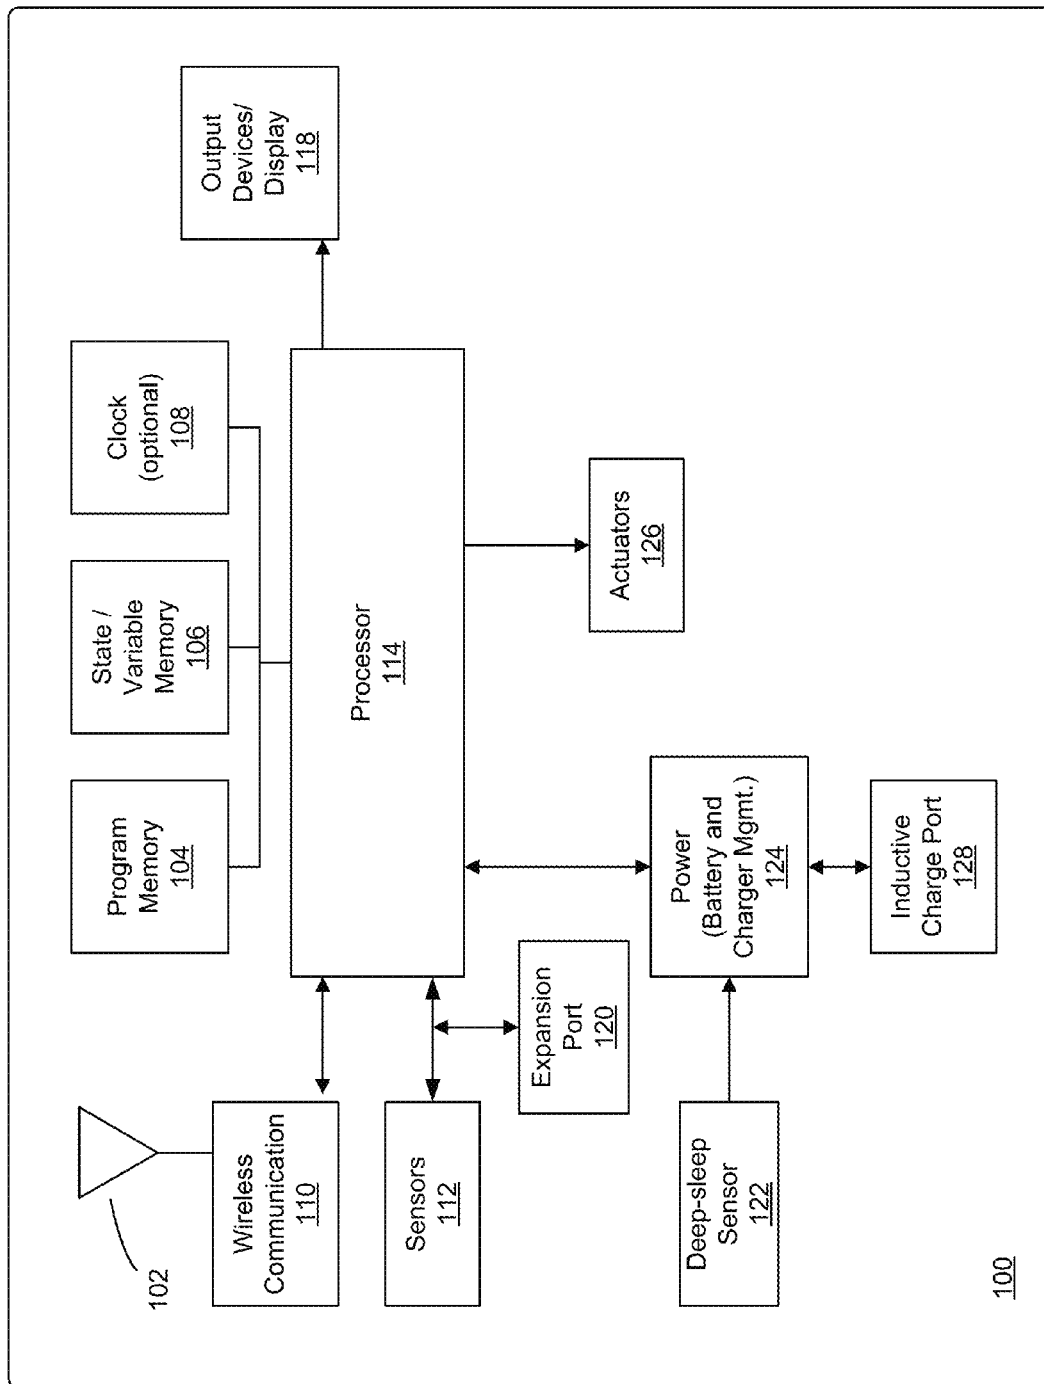 102
Wireless
Communication
110
Program
Memory
104
State /
Variable
Memory
106
Clock
(optional)
108
Output
Devices/
Display
118
Sensors
112
Processor
114
Expansion
Port
120
Deep-sleep
Sensor
122
Power
(Battery and
Charger Mgmt.)
124
Actuators
126
Inductive
Charge Port
128
100